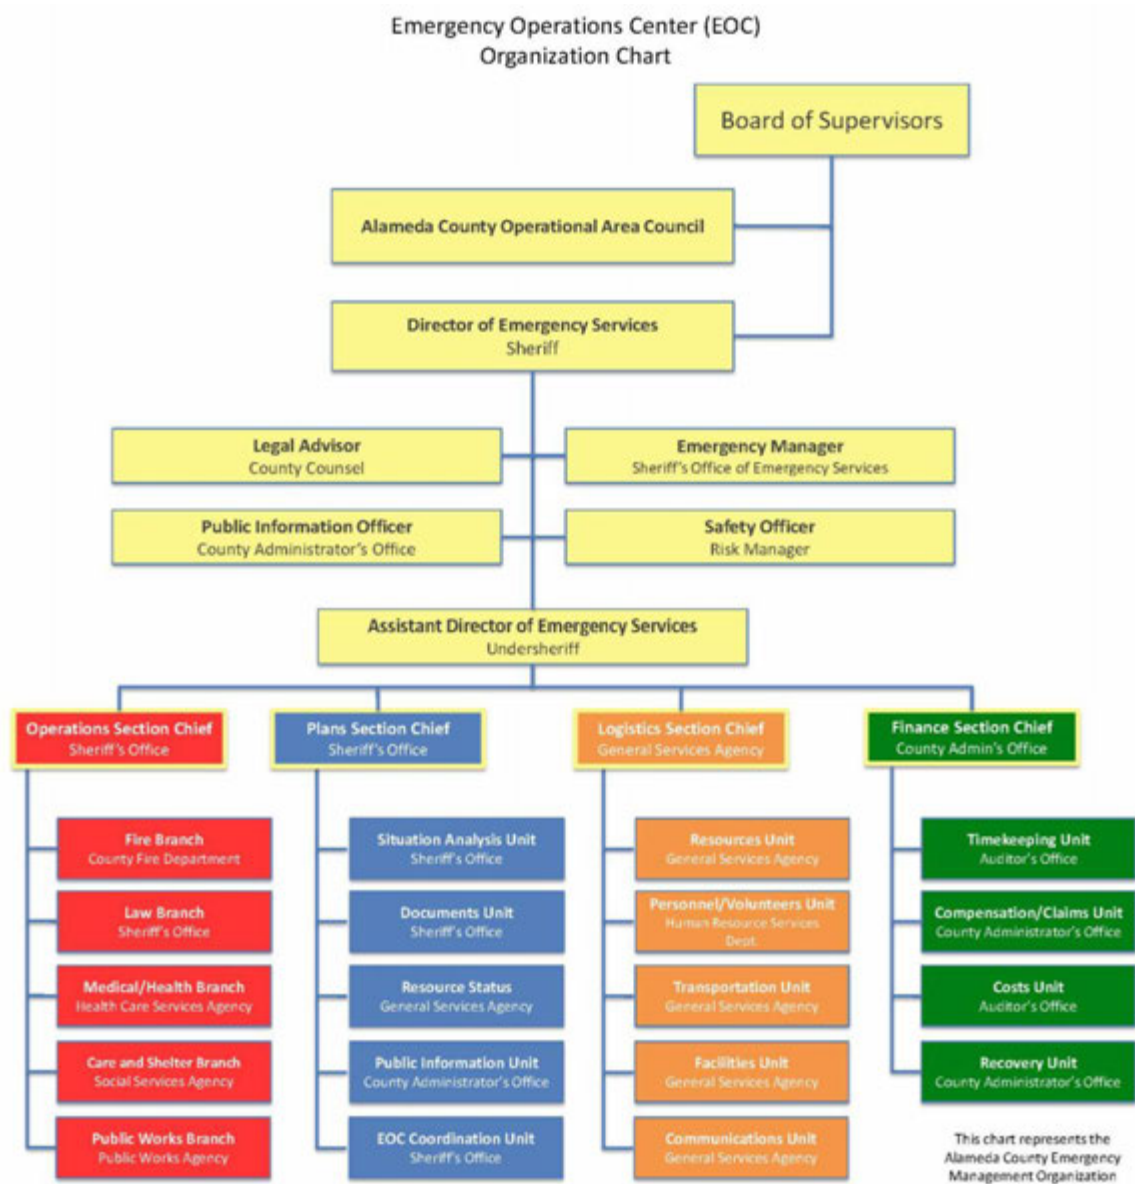 Emergency Operations Center (EOC)
Organization Chart
Board of Supervisors
Alameda County Operational Area Council
Director of Emergency Services
Sheriff
Legal Advisor
County Counsel
Emergency Manager
Sheriff's Office of Emergency Services
Public Information Officer
County Administrator's Office
Safety Officer
Risk Manager
Assistant Director of Emergency Services
Undersheriff
Operations Section Chief
Sheriff's Office
Fire Branch
County Fire Department
Law Branch
Sheriff's Office
Medical/Health Branch
Health Care Services Agency
Care and Shelter Branch
Social Services Agency
Public Works Branch
Public Works Agency
Plans Section Chief
Sheriff's Office
Situation Analysis Unit
Sheriff's Office
Documents Unit
Sheriff's Office
Resource Status
General Services Agency
Public Information Unit
County Administrator's Office
EOC Coordination Unit
Sheriff's Office
Logistics Section Chief
General Services Agency
Resources Unit
General Services Agency
Personnel/Volunteers Unit
Human Resource Services
Dept.
Transportation Unit
General Services Agency
Facilities Unit
General Services Agency
Communications Unit
General Services Agency
Finance Section Chief
County Admin's Office
Timekeeping Unit
Auditor's Office
Compensation/Claims Unit
County Administrator's Office
Costs Unit
Auditor's Office
Recovery Unit
County Administrator's Office
This chart represents the
Alameda County Emergency
Management Organization